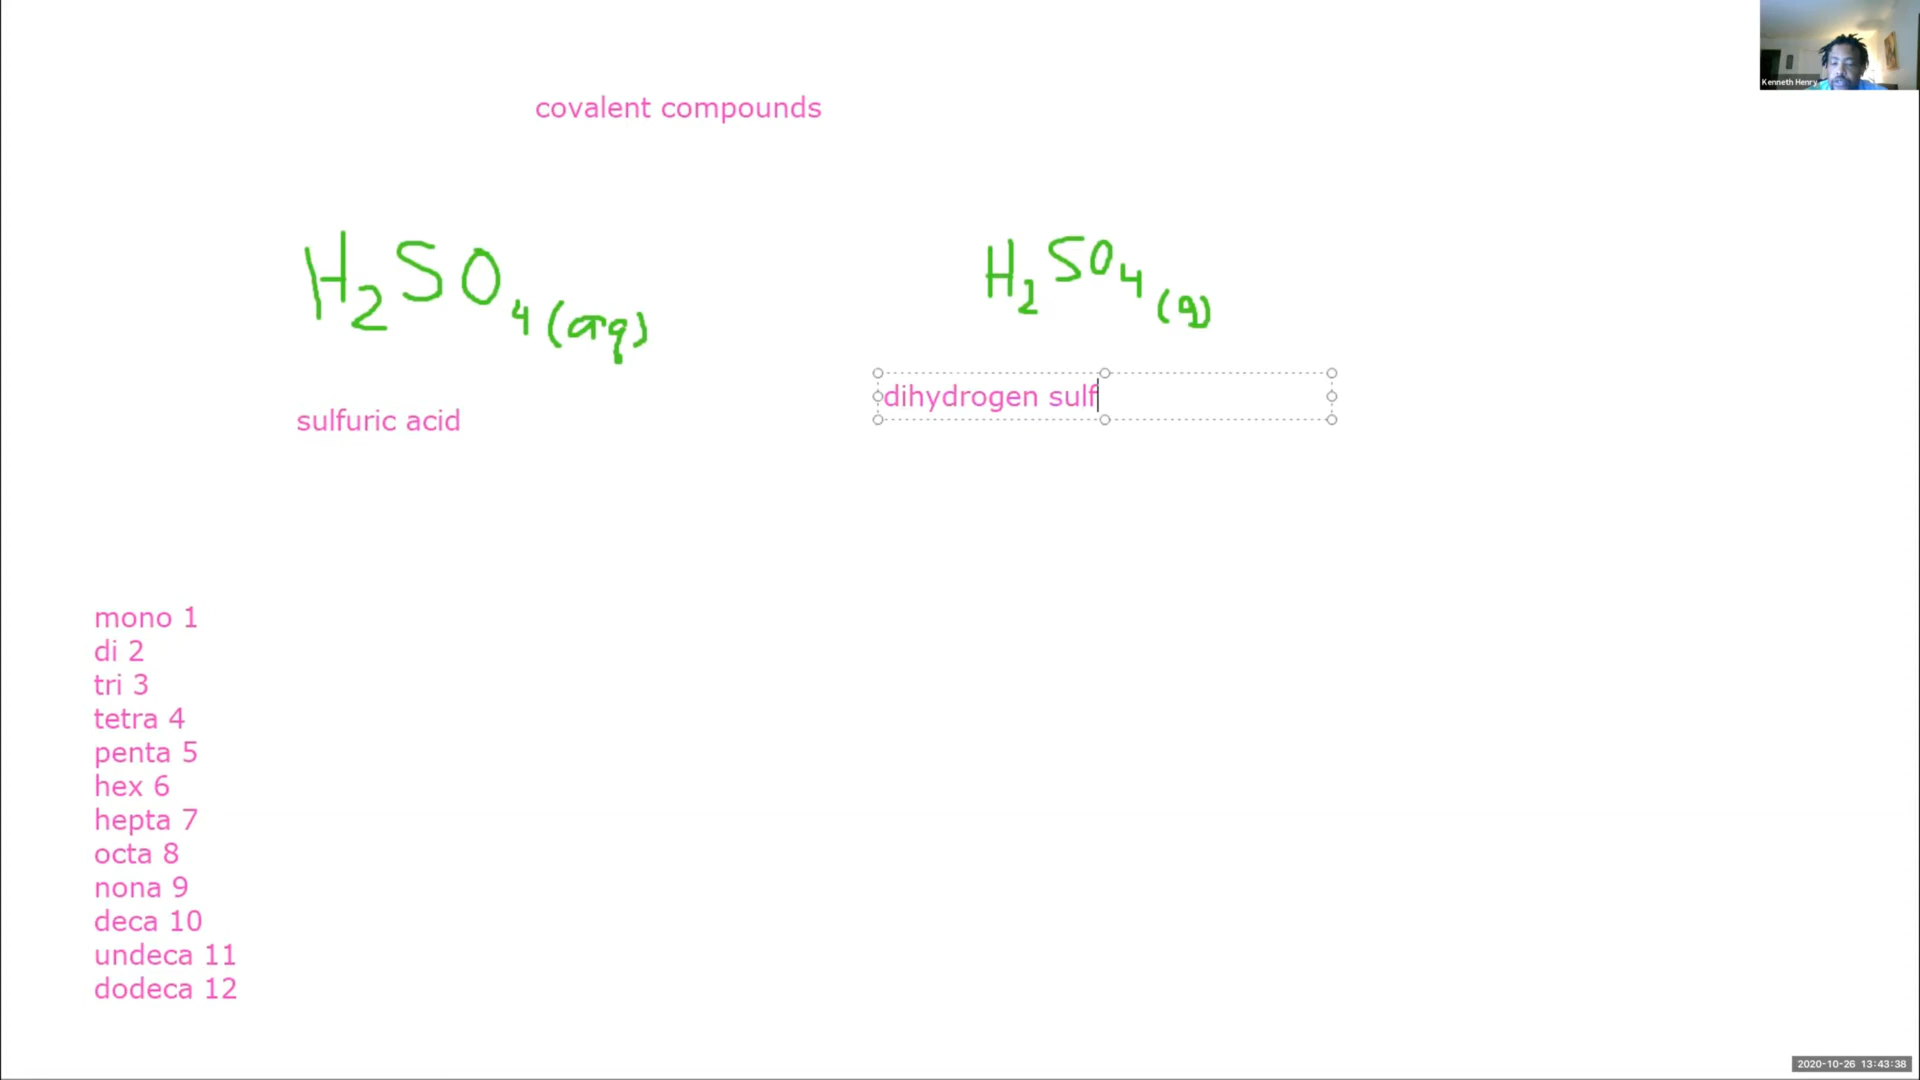 Kenneth Henry
covalent compounds
H2SO4(aq)
H2SO4(g)
dihydrogen sulf
sulfuric acid
mono 1
di 2
tri 3
tetra 4
penta 5
hex 6
hepta 7
octa 8
nona 9
deca 10
undeca 11
dodeca 12
2020-10-26 13:43:38